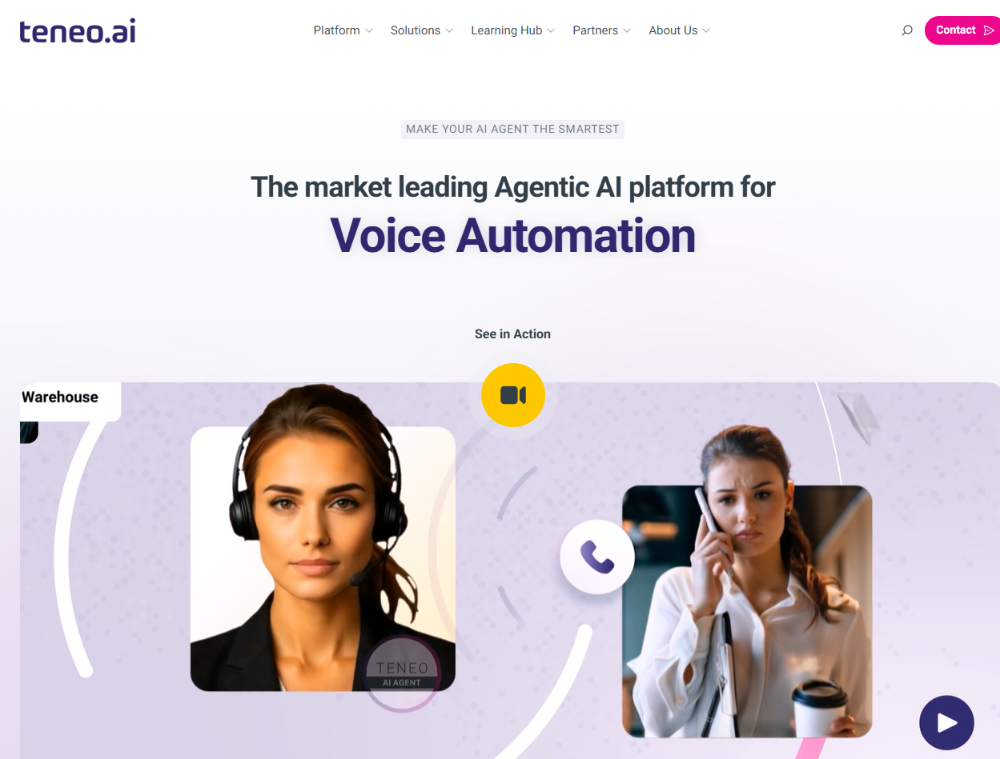 teneo.ai
Platform
Solutions
Learning Hub
Partners
About Us
Contact
MAKE YOUR AI AGENT THE SMARTEST
The market leading Agentic AI platform for
Voice Automation
See in Action
Warehouse
TENEO
AI AGENT